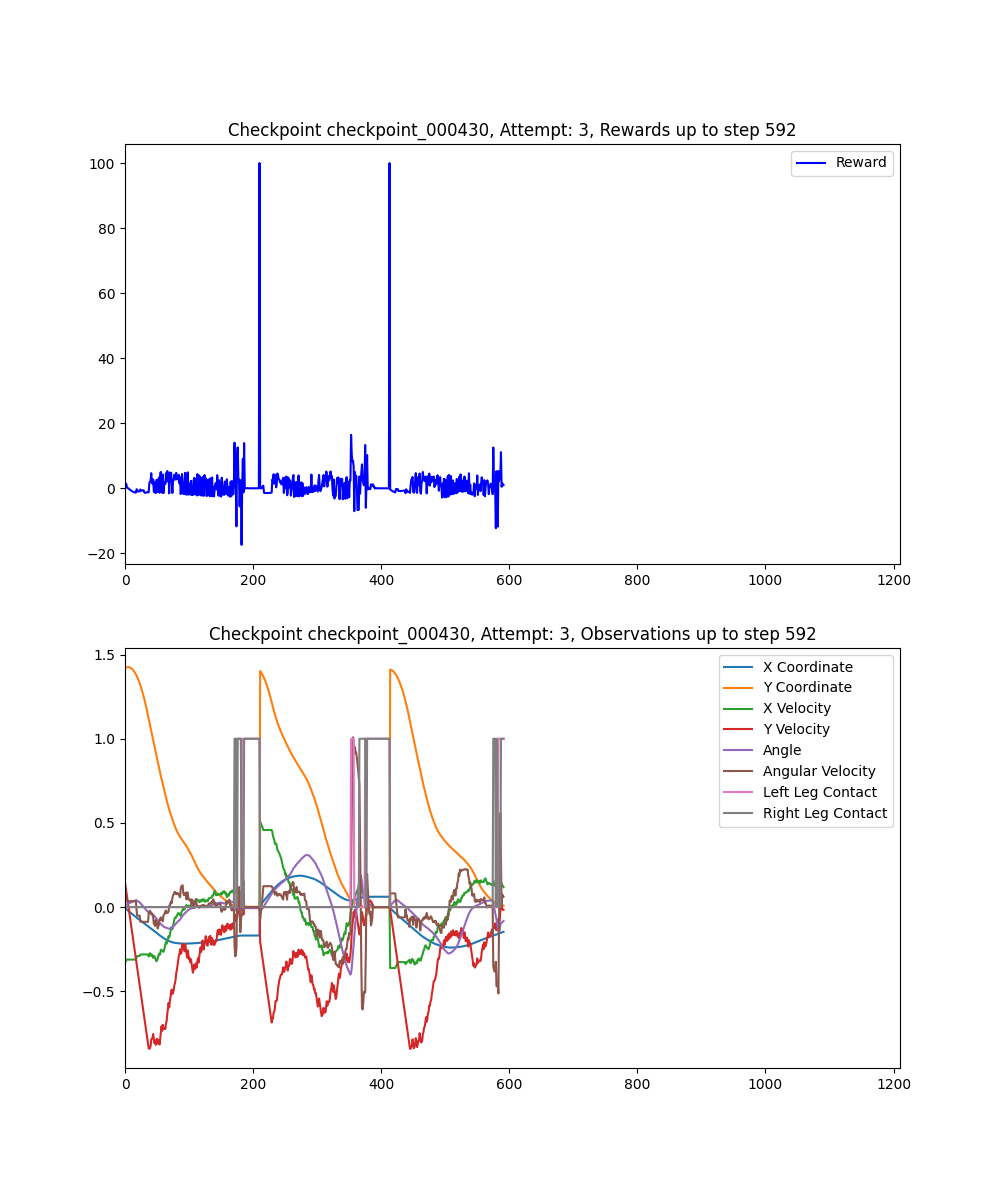 Checkpoint checkpoint_000430, Attempt: 3, Rewards up to step 592
100
80
60
40
20
0
−20
Reward
0 200 400 600 800 1000 1200
Checkpoint checkpoint_000430, Attempt: 3, Observations up to step 592
1.5
1.0
0.5
0.0
−0.5
X Coordinate
Y Coordinate
X Velocity
Y Velocity
Angle
Angular Velocity
Left Leg Contact
Right Leg Contact
0 200 400 600 800 1000 1200